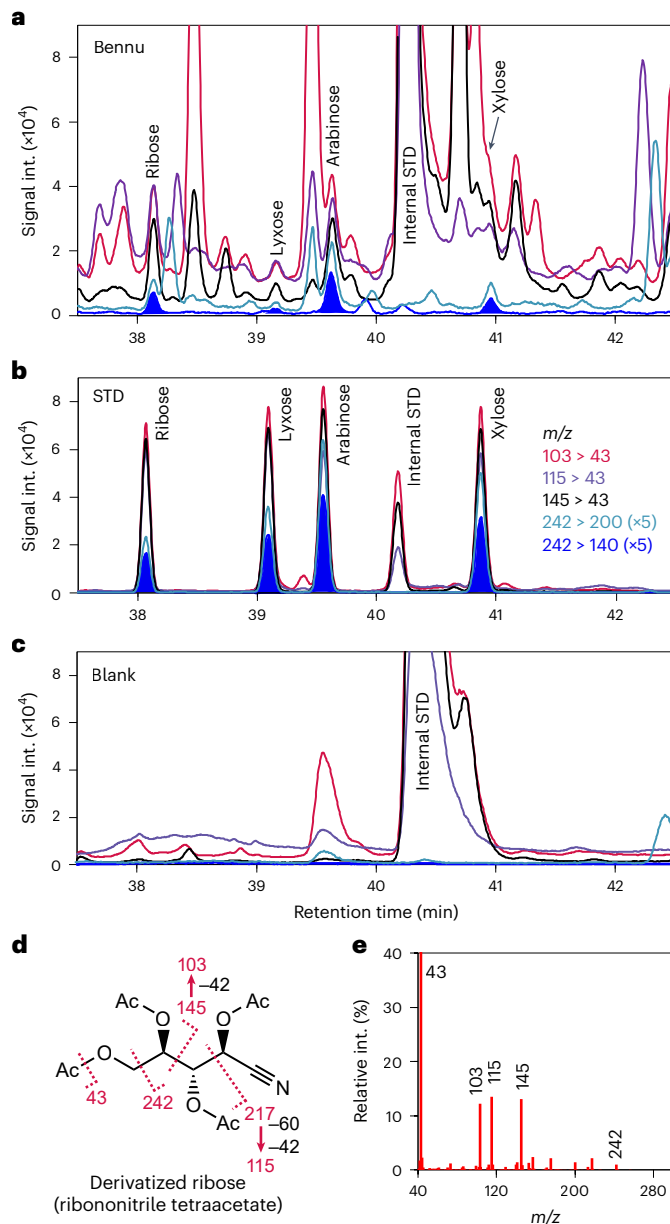 a
Bennu
Signal int. (×10⁴)
8
6
4
2
0
Ribose
Lyxose
Arabinose
Internal STD
Xylose
38
39
40
41
42
b
STD
Signal int. (×10⁴)
8
6
4
2
0
Ribose
Lyxose
Arabinose
Internal STD
Xylose
m/z
103 > 43
115 > 43
145 > 43
242 > 200 (×5)
242 > 140 (×5)
38
39
40
41
42
c
Blank
Signal int. (×10⁴)
8
6
4
2
0
Internal STD
38
39
40
41
42
Retention time (min)
d
103
–42
145
Ac
O
O
Ac
Ac
O
N
43
242
O
Ac
217
–60
–42
115
Derivatized ribose
(ribononitrile tetraacetate)
e
Relative int. (%)
40
30
20
10
0
43
103
115
145
242
40
120
200
280
m/z